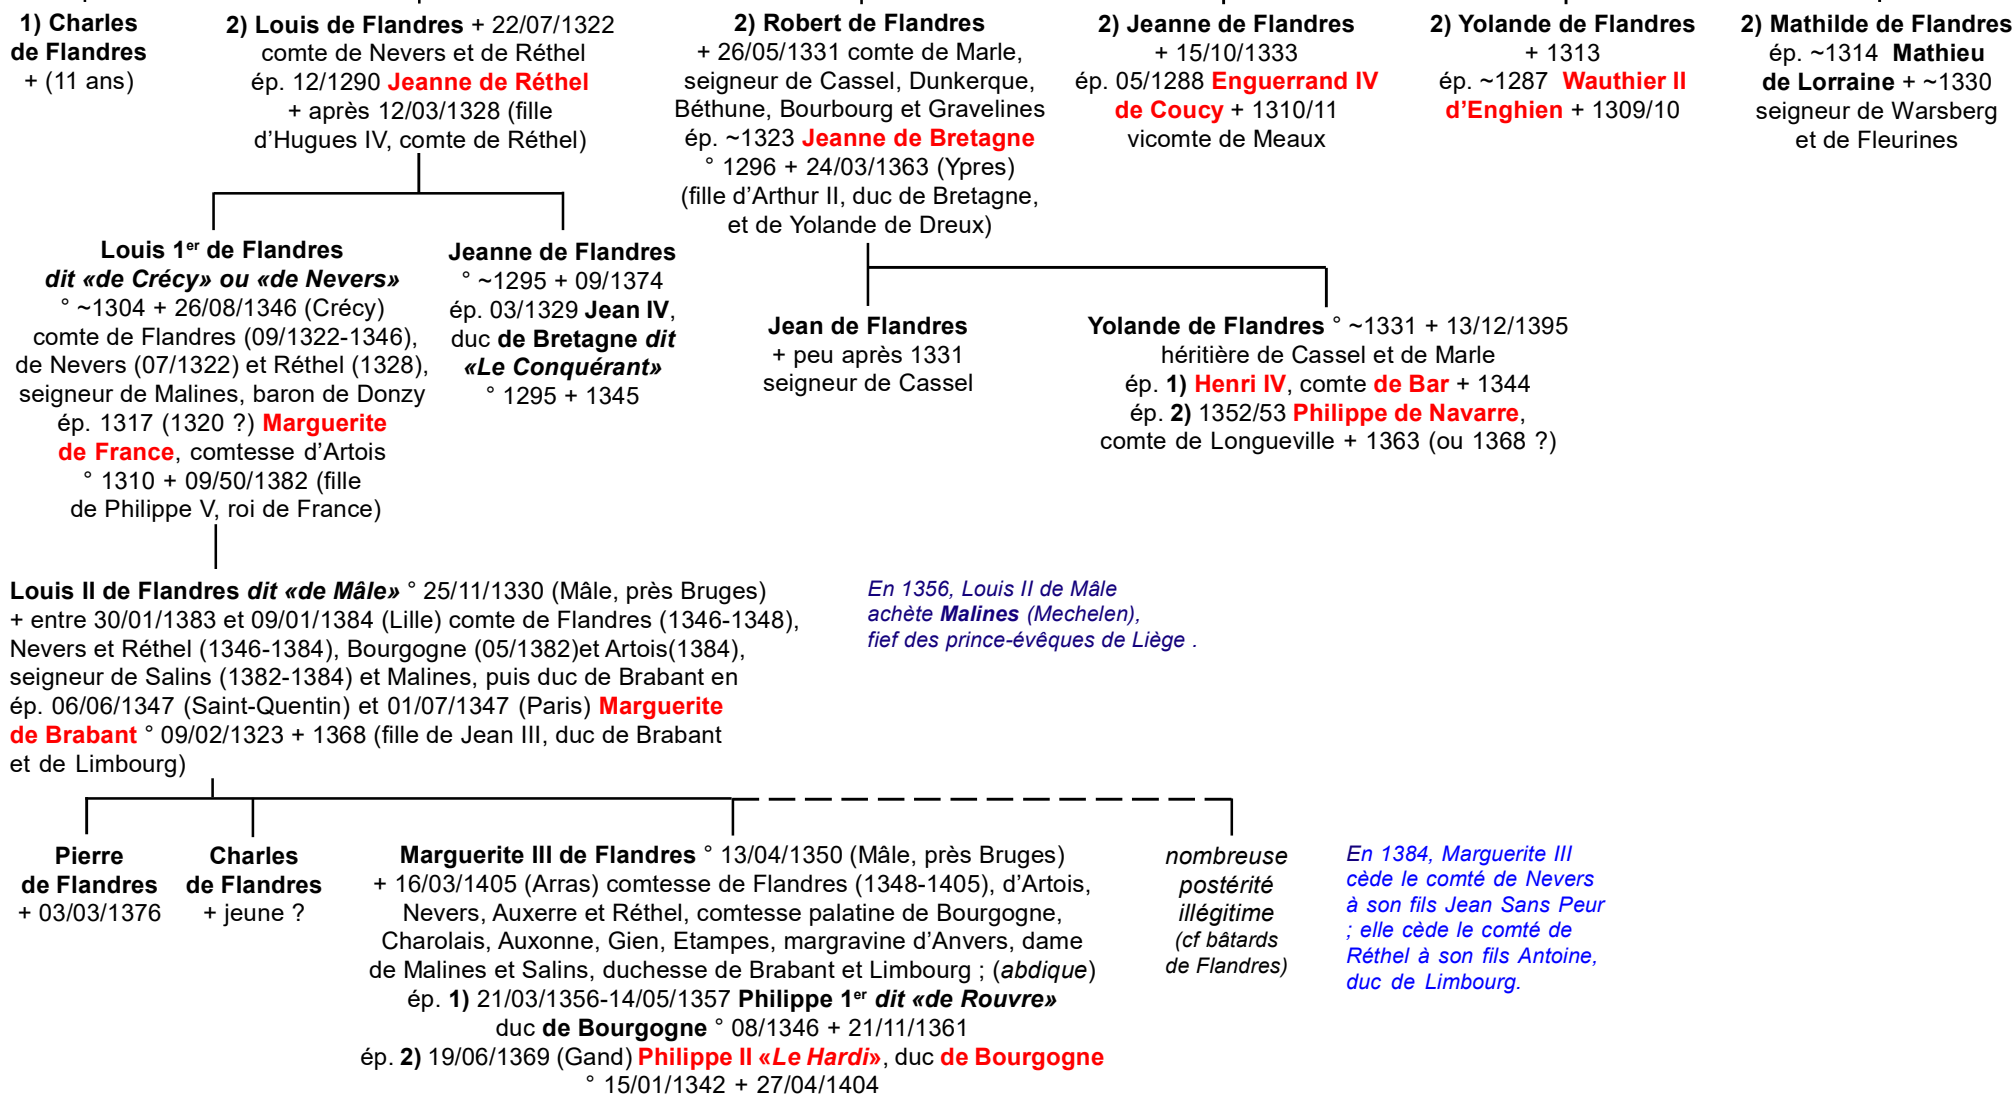 1) Charles
de Flandres
+ (11 ans)
2) Louis de Flandres + 22/07/1322
comte de Nevers et de Réthel
ép. 12/1290 Jeanne de Réthel
+ après 12/03/1328 (fille
d’Hugues IV, comte de Réthel)
2) Robert de Flandres
+ 26/05/1331 comte de Marle,
seigneur de Cassel, Dunkerque,
Béthune, Bourbourg et Gravelines
ép. ~1323 Jeanne de Bretagne
° 1296 + 24/03/1363 (Ypres)
(fille d’Arthur II, duc de Bretagne,
et de Yolande de Dreux)
2) Jeanne de Flandres
+ 15/10/1333
ép. 05/1288 Enguerrand IV
de Coucy + 1310/11
vicomte de Meaux
2) Yolande de Flandres
+ 1313
ép. ~1287 Wauthier II
d’Enghien + 1309/10
2) Mathilde de Flandres
ép. ~1314 Mathieu
de Lorraine + ~1330
seigneur de Warsberg
et de Fleurines
Louis 1er de Flandres
dit «de Crécy» ou «de Nevers»
° ~1304 + 26/08/1346 (Crécy)
comte de Flandres (09/1322-1346),
de Nevers (07/1322) et Réthel (1328),
seigneur de Malines, baron de Donzy
ép. 1317 (1320 ?) Marguerite
de France, comtesse d’Artois
° 1310 + 09/50/1382 (fille
de Philippe V, roi de France)
Jeanne de Flandres
° ~1295 + 09/1374
ép. 03/1329 Jean IV,
duc de Bretagne dit
«Le Conquérant»
° 1295 + 1345
Jean de Flandres
+ peu après 1331
seigneur de Cassel
Yolande de Flandres ° ~1331 + 13/12/1395
héritière de Cassel et de Marle
ép. 1) Henri IV, comte de Bar + 1344
ép. 2) 1352/53 Philippe de Navarre,
comte de Longueville + 1363 (ou 1368 ?)
Louis II de Flandres dit «de Mâle» ° 25/11/1330 (Mâle, près Bruges)
+ entre 30/01/1383 et 09/01/1384 (Lille) comte de Flandres (1346-1348),
Nevers et Réthel (1346-1384), Bourgogne (05/1382)et Artois(1384),
seigneur de Salins (1382-1384) et Malines, puis duc de Brabant en
ép. 06/06/1347 (Saint-Quentin) et 01/07/1347 (Paris) Marguerite
de Brabant ° 09/02/1323 + 1368 (fille de Jean III, duc de Brabant
et de Limbourg)
En 1356, Louis II de Mâle
achète Malines (Mechelen),
fief des prince-évêques de Liège .
Pierre
de Flandres
+ 03/03/1376
Charles
de Flandres
+ jeune ?
Marguerite III de Flandres ° 13/04/1350 (Mâle, près Bruges)
+ 16/03/1405 (Arras) comtesse de Flandres (1348-1405), d’Artois,
Nevers, Auxerre et Réthel, comtesse palatine de Bourgogne,
Charolais, Auxonne, Gien, Etampes, margravine d’Anvers, dame
de Malines et Salins, duchesse de Brabant et Limbourg ; (abdique)
ép. 1) 21/03/1356-14/05/1357 Philippe 1er dit «de Rouvre»
duc de Bourgogne ° 08/1346 + 21/11/1361
ép. 2) 19/06/1369 (Gand) Philippe II «Le Hardi», duc de Bourgogne
° 15/01/1342 + 27/04/1404
nombreuse
postérité
illégitime
(cf bâtards
de Flandres)
En 1384, Marguerite III
cède le comté de Nevers
à son fils Jean Sans Peur
; elle cède le comté de
Réthel à son fils Antoine,
duc de Limbourg.